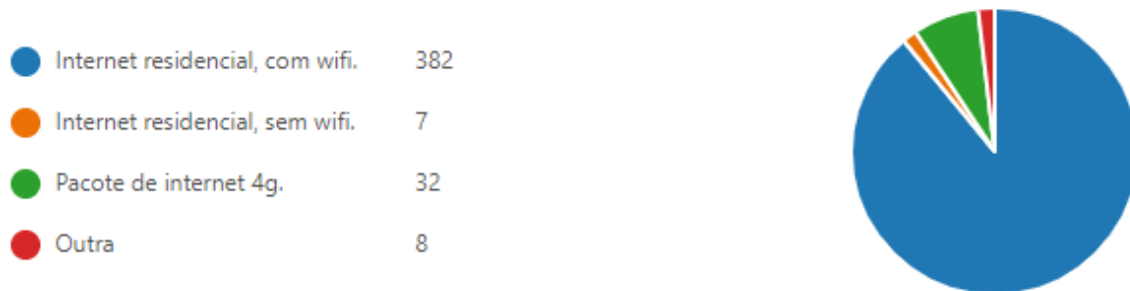 Internet residencial, com wifi. 382
Internet residencial, sem wifi. 7
Pacote de internet 4g. 32
Outra 8